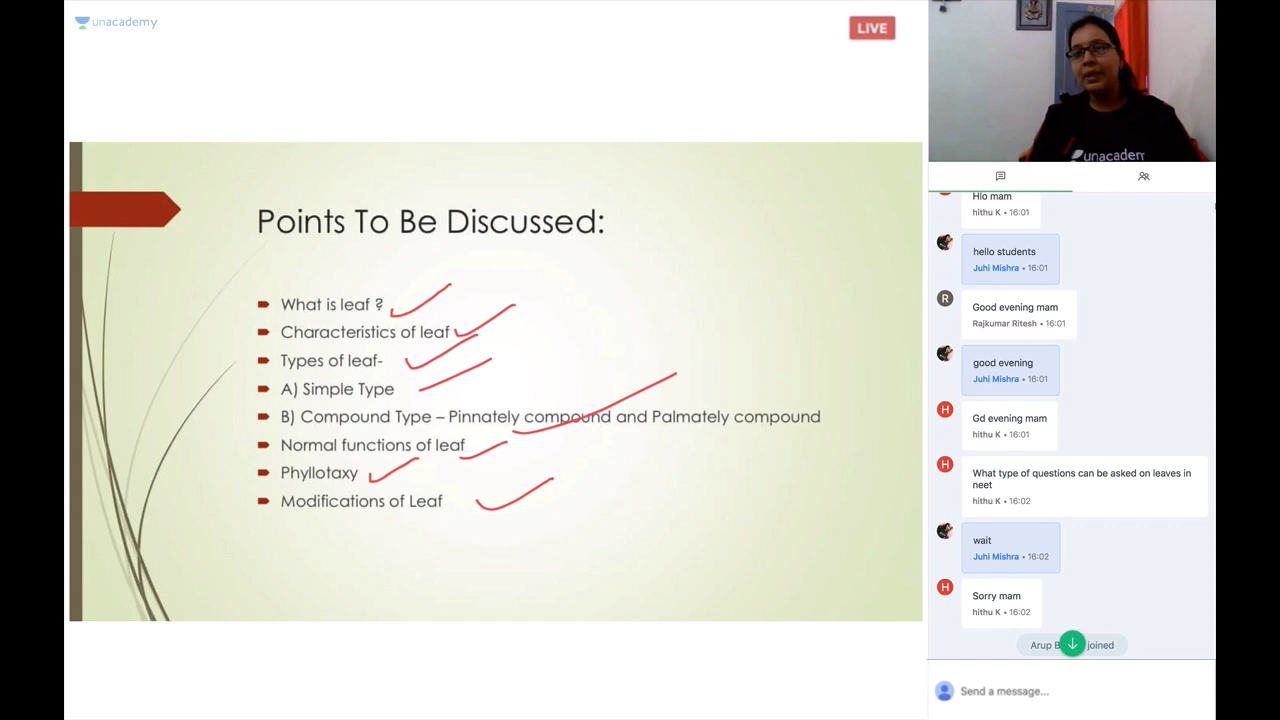 unacademy
LIVE
Points To Be Discussed:
What is leaf ?
Characteristics of leaf
Types of leaf-
A) Simple Type
B) Compound Type – Pinnately compound and Palmately compound
Normal functions of leaf
Phyllotaxy
Modifications of Leaf
unacadem
Hlo mam
hithu K • 16:01
hello students
Juhi Mishra • 16:01
R
Good evening mam
Rajkumar Ritesh • 16:01
good evening
Juhi Mishra • 16:01
H
Gd evening mam
hithu K • 16:01
H
What type of questions can be asked on leaves in
neet
hithu K • 16:02
wait
Juhi Mishra • 16:02
H
Sorry mam
hithu K • 16:02
Arup joined
Send a message...